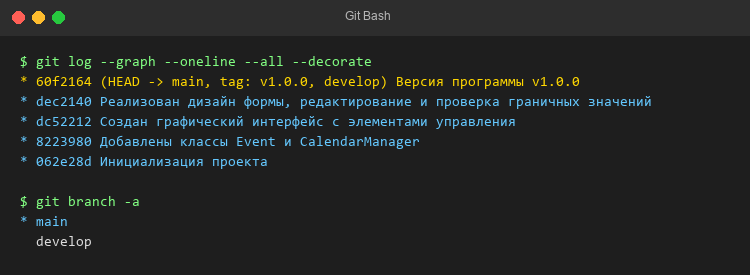 Git Bash
$ git log --graph --oneline --all --decorate
* 60f2164 (HEAD -> main, tag: v1.0.0, develop) Версия программы v1.0.0
* dec2140 Реализован дизайн формы, редактирование и проверка граничных значений
* dc52212 Создан графический интерфейс с элементами управления
* 8223980 Добавлены классы Event и CalendarManager
* 062e28d Инициализация проекта
$ git branch -a
* main
develop